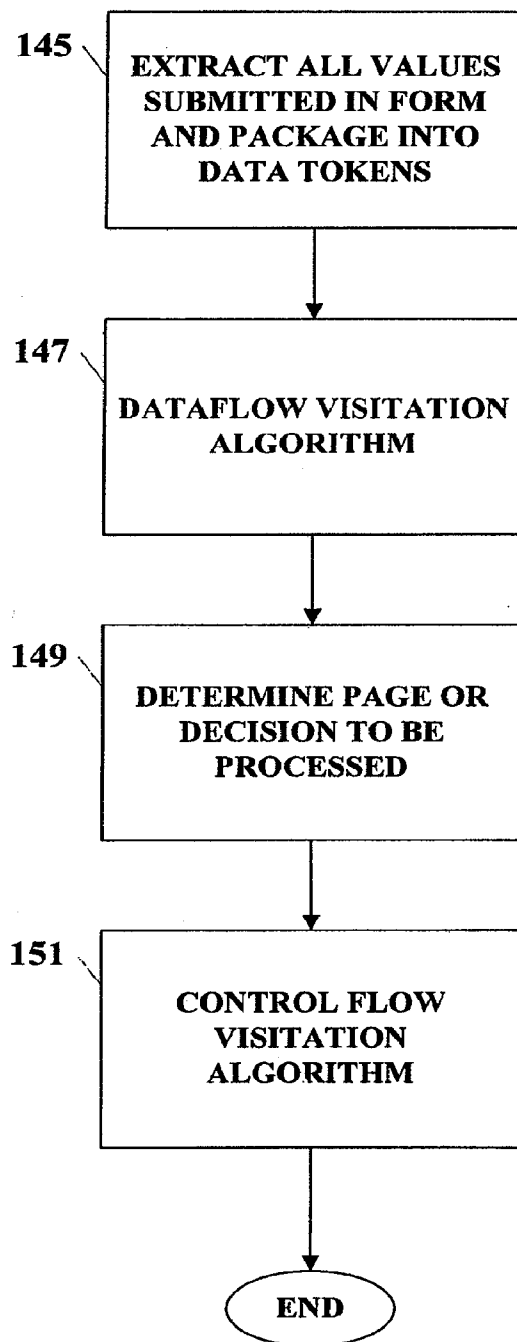 145
EXTRACT ALL VALUES
SUBMITTED IN FORM
AND PACKAGE INTO
DATA TOKENS
147
DATAFLOW VISITATION
ALGORITHM
149
DETERMINE PAGE OR
DECISION TO BE
PROCESSED
151
CONTROL FLOW
VISITATION
ALGORITHM
END